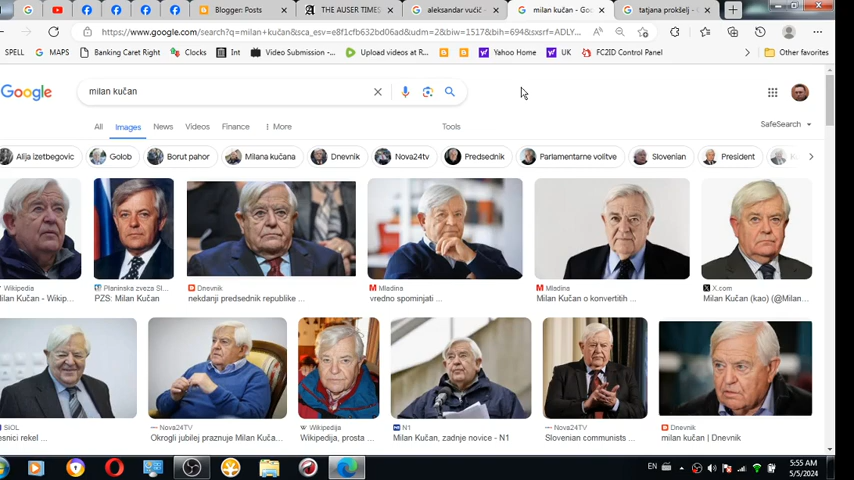 Blogger: Posts
THE AUSER TIMES
aleksandar vučić -
milan kučan - Goo
tatjana prokšelj -
https://www.google.com/search?q=milan+kučan&sca_esv=e8f1cfb632bd06ad&udm=2&biw=1517&bih=694&sxsrf=ADLY...
SPELL
MAPS
Banking Caret Right
Clocks
Int
Video Submission -...
Upload videos at R...
Yahoo Home
UK
FC2ID Control Panel
Other favorites
Google
milan kučan
All
Images
News
Videos
Finance
More
Tools
SafeSearch
Alija izetbegovic
Golob
Borut pahor
Milana kučana
Dnevnik
Nova24tv
Predsednik
Parlamentarne volitve
Slovenian
President
Wikipedia
Planinska zveza Sl...
Dnevnik
Mladina
Mladina
X.com
Milan Kučan - Wikip...
PZS: Milan Kučan
nekdanji predsednik republike ...
vredno spominjati ...
Milan Kučan o konvertitih ...
Milan Kučan (kao) (@Milan...
SiOL
Nova24TV
Wikipedija
N1
Nova24TV
Dnevnik
esnici rekel ...
Okrogli jubilej praznuje Milan Kuča...
Wikipedija, prosta ...
Milan Kučan, zadnje novice - N1
Slovenian communists ...
milan kučan | Dnevnik
EN
5:55 AM
5/5/2024